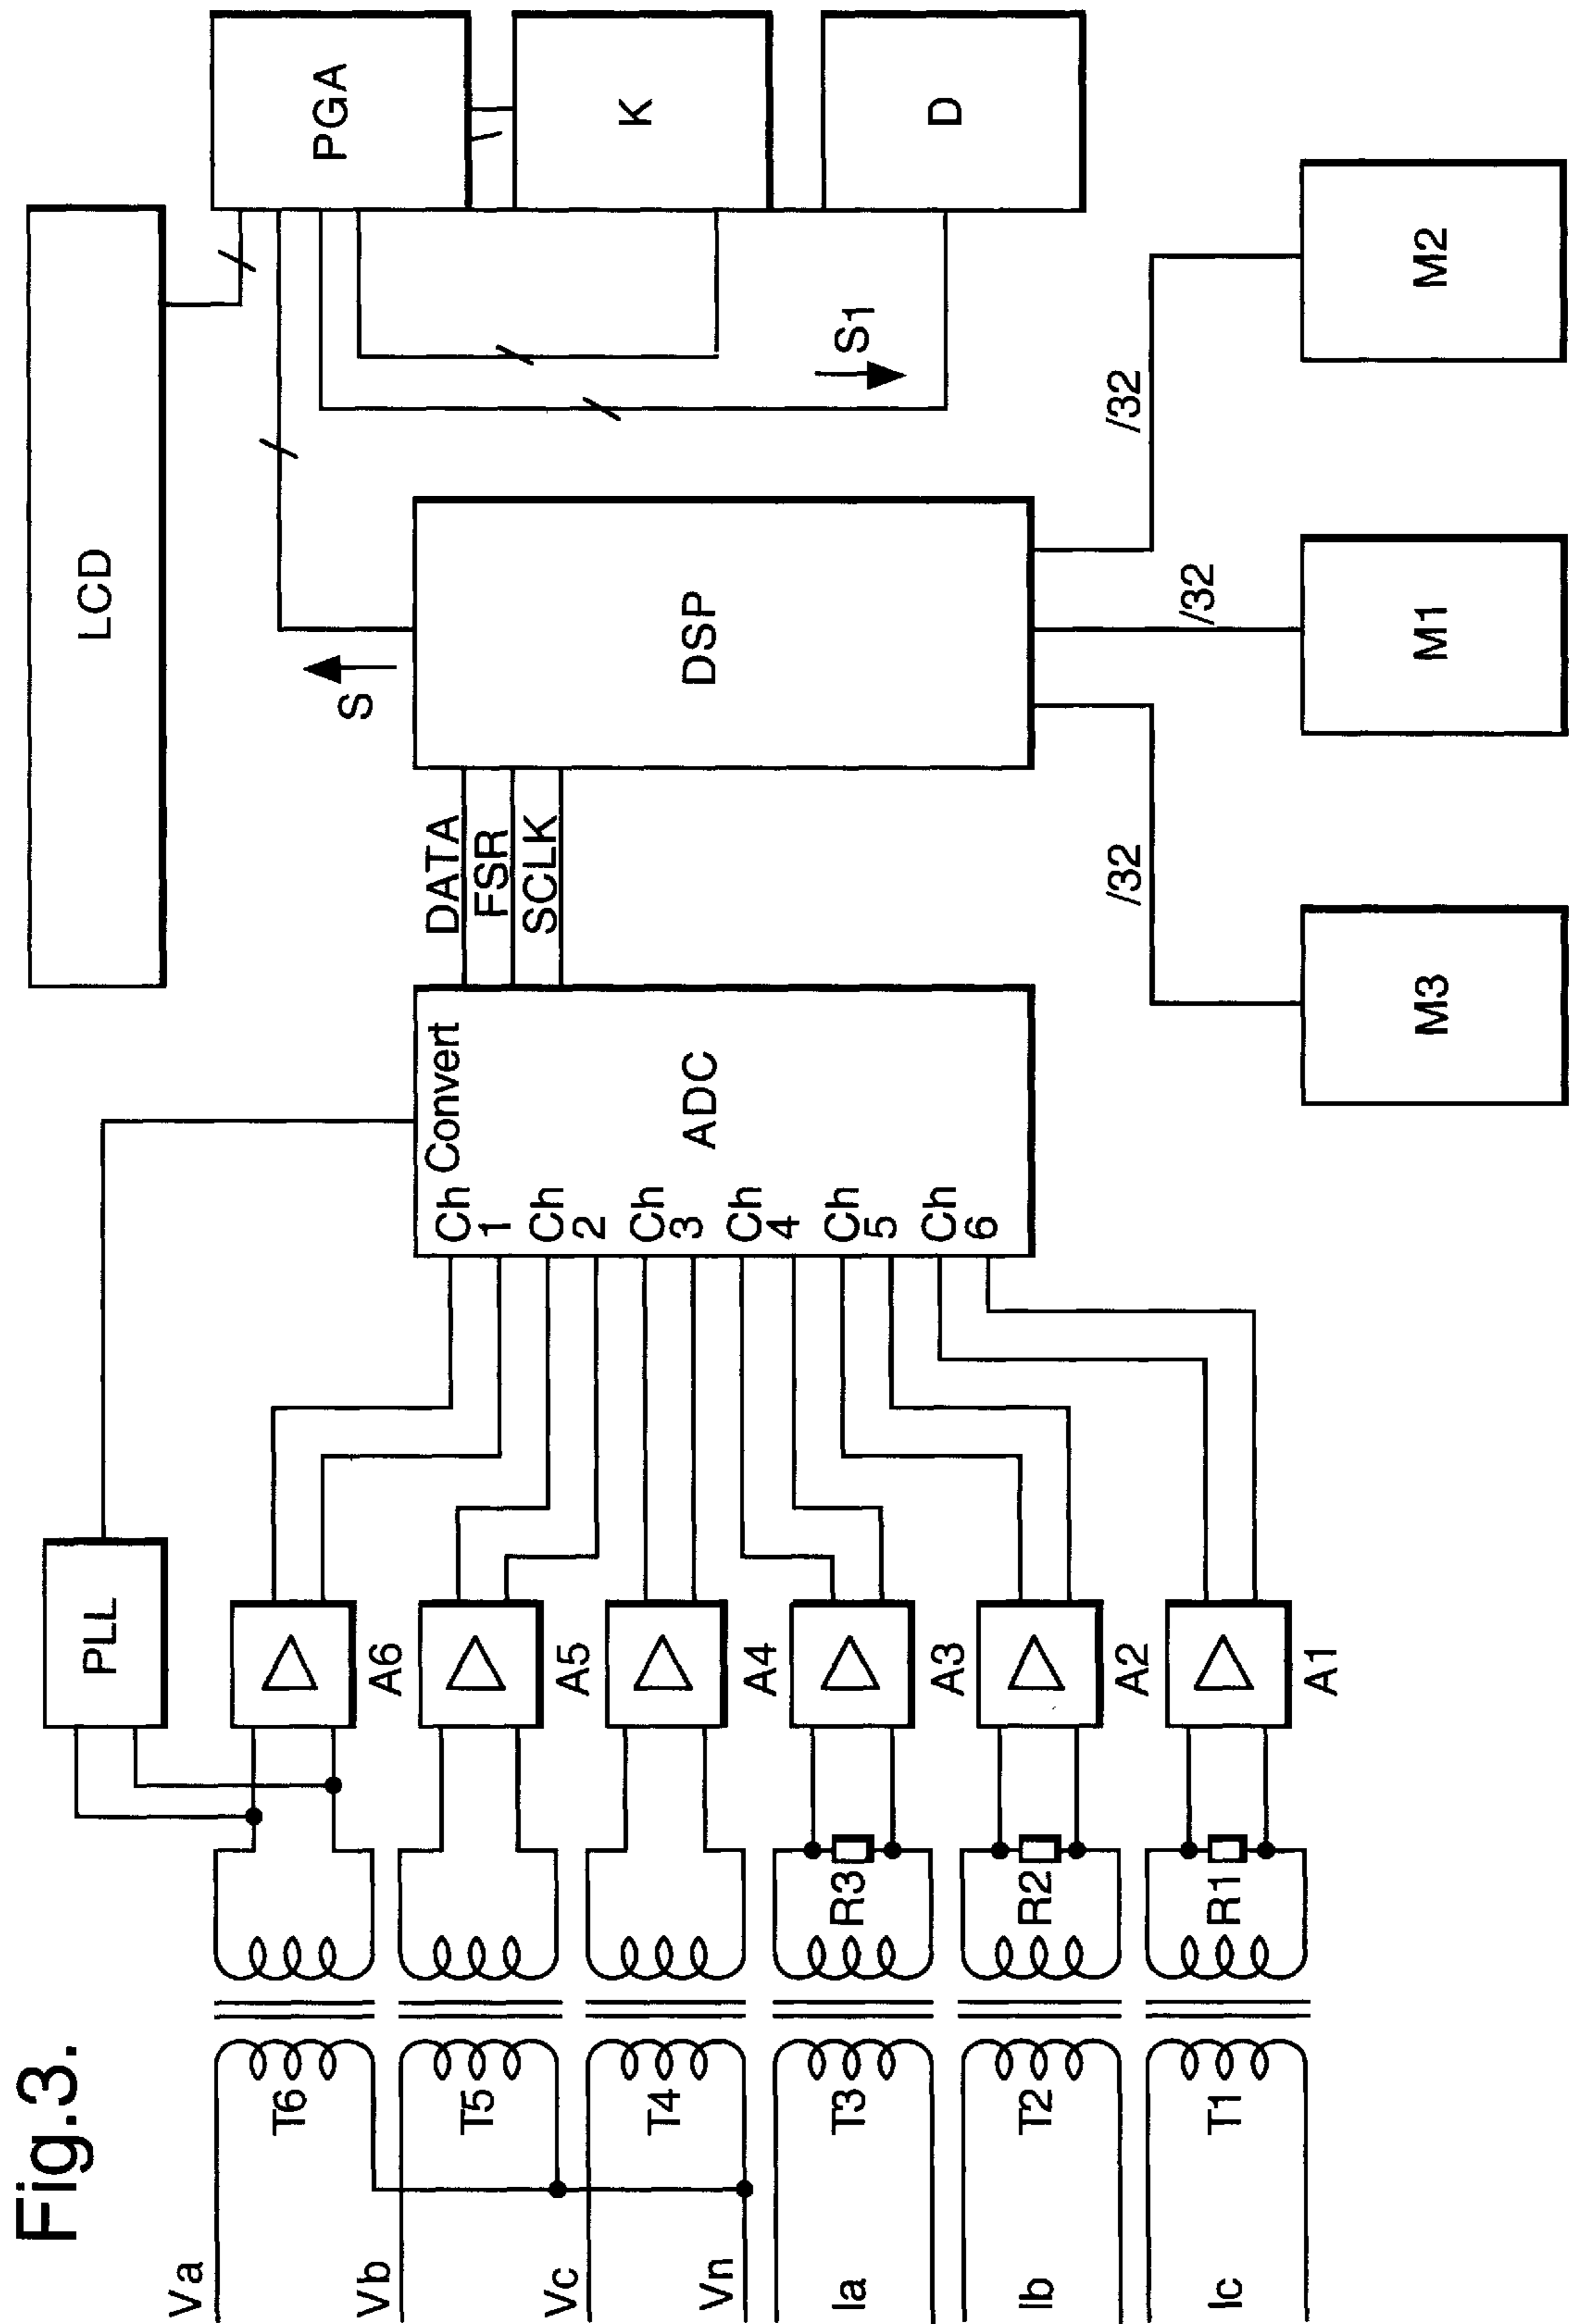 Fig.3.
LCD
PLL
PGA
K
D
Convert
ADC
Ch
1
Ch
2
Ch
3
Ch
4
Ch
5
Ch
6
DATA
FSR
SCLK
DSP
S
S1
/32
/32
/32
M3
M1
M2
Va
Vb
Vc
Vn
Ia
Ib
Ic
T6
T5
T4
T3
T2
T1
R3
R2
R1
A6
A5
A4
A3
A2
A1